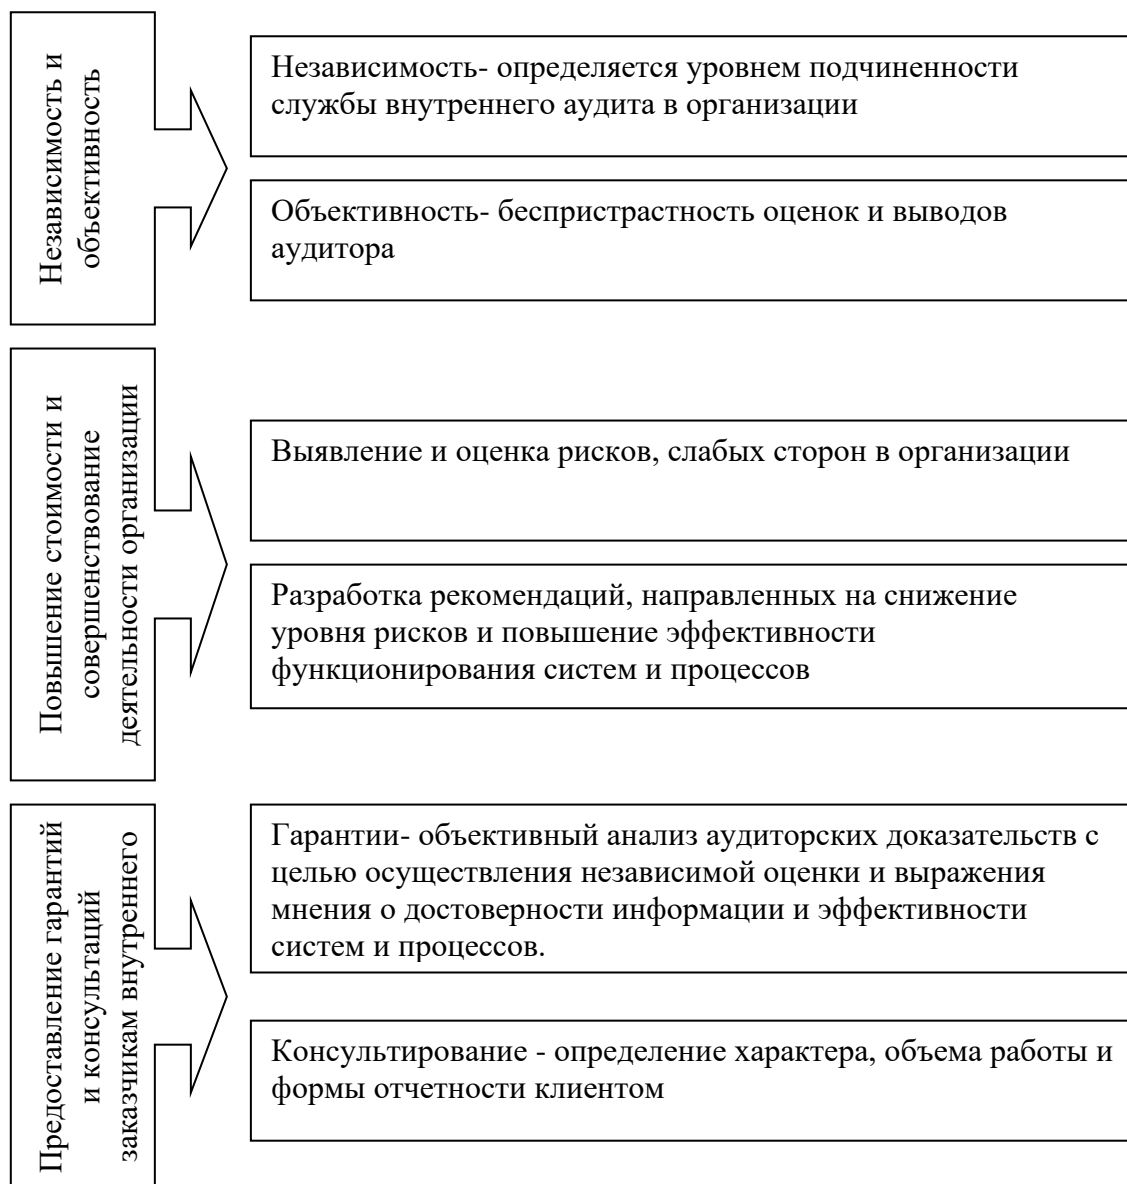 Независимость и
объективность
Независимость- определяется уровнем подчиненности
службы внутреннего аудита в организации
Объективность- беспристрастность оценок и выводов
аудитора
Повышение стоимости и
совершенствование
деятельности организации
Выявление и оценка рисков, слабых сторон в организации
Разработка рекомендаций, направленных на снижение
уровня рисков и повышение эффективности
функционирования систем и процессов
Предоставление гарантий
и консультаций
заказчикам внутреннего
Гарантии- объективный анализ аудиторских доказательств с
целью осуществления независимой оценки и выражения
мнения о достоверности информации и эффективности
систем и процессов.
Консультирование - определение характера, объема работы и
формы отчетности клиентом